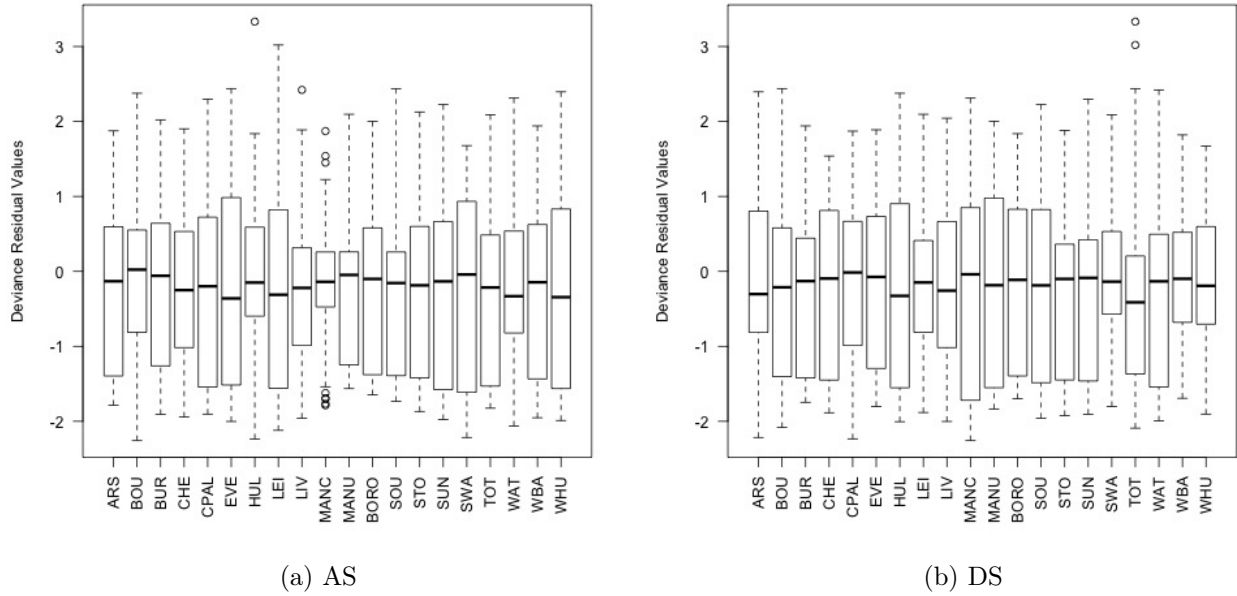 Deviance Residual Values
3
2
1
0
-1
-2
ARS BOU BUR CHE CPAL EVE HUL LEI LIV MANC MANU BORO SOU STO SUN SWA TOT WAT WBA WHU
(a) AS
Deviance Residual Values
3
2
1
0
-1
-2
ARS BOU BUR CHE CPAL EVE HUL LEI LIV MANC MANU BORO SOU STO SUN SWA TOT WAT WBA WHU
(b) DS